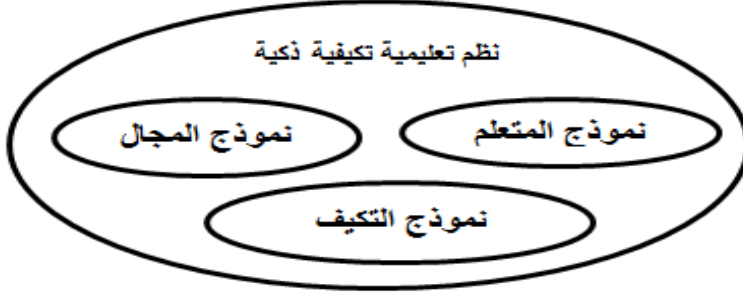 نظم تعليمية تكيفية ذكية
نموذج المتعلم
نموذج المجال
نموذج التكيف